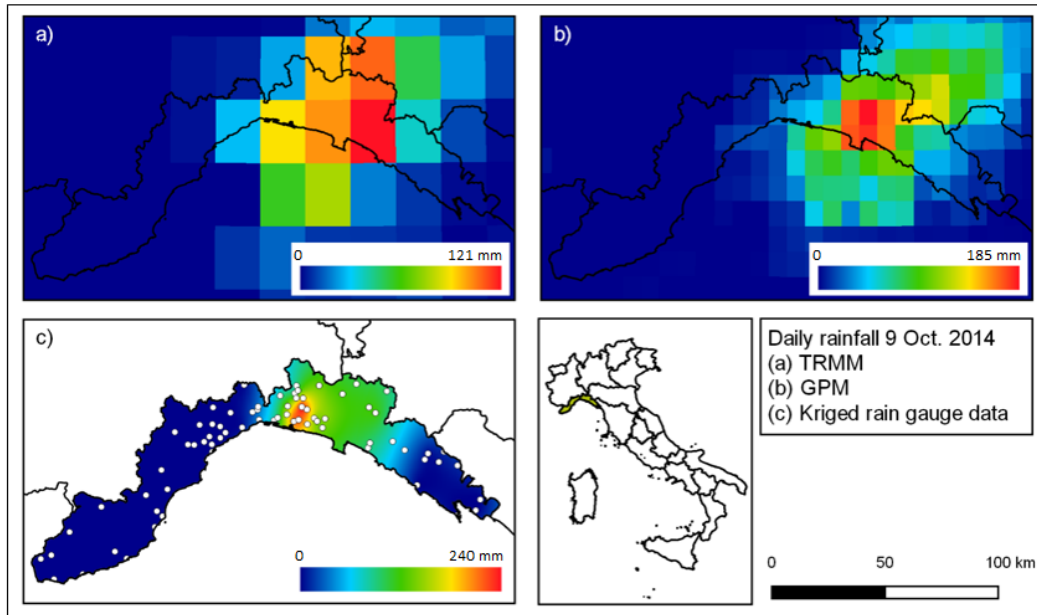 a)
0 121 mm
b)
0 185 mm
c)
0 240 mm
Daily rainfall 9 Oct. 2014
(a) TRMM
(b) GPM
(c) Kriged rain gauge data
0 50 100 km